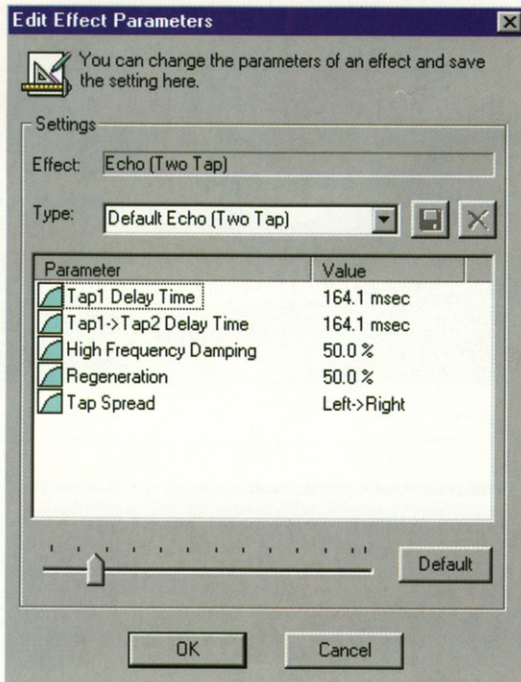 Edit Effect Parameters
You can change the parameters of an effect and save
the setting here.
Settings
Effect: Echo (Two Tap)
Type: Default Echo (Two Tap)
Parameter Value
Tap1 Delay Time 164.1 msec
Tap1->Tap2 Delay Time 164.1 msec
High Frequency Damping 50.0 %
Regeneration 50.0 %
Tap Spread Left->Right
Default
OK Cancel